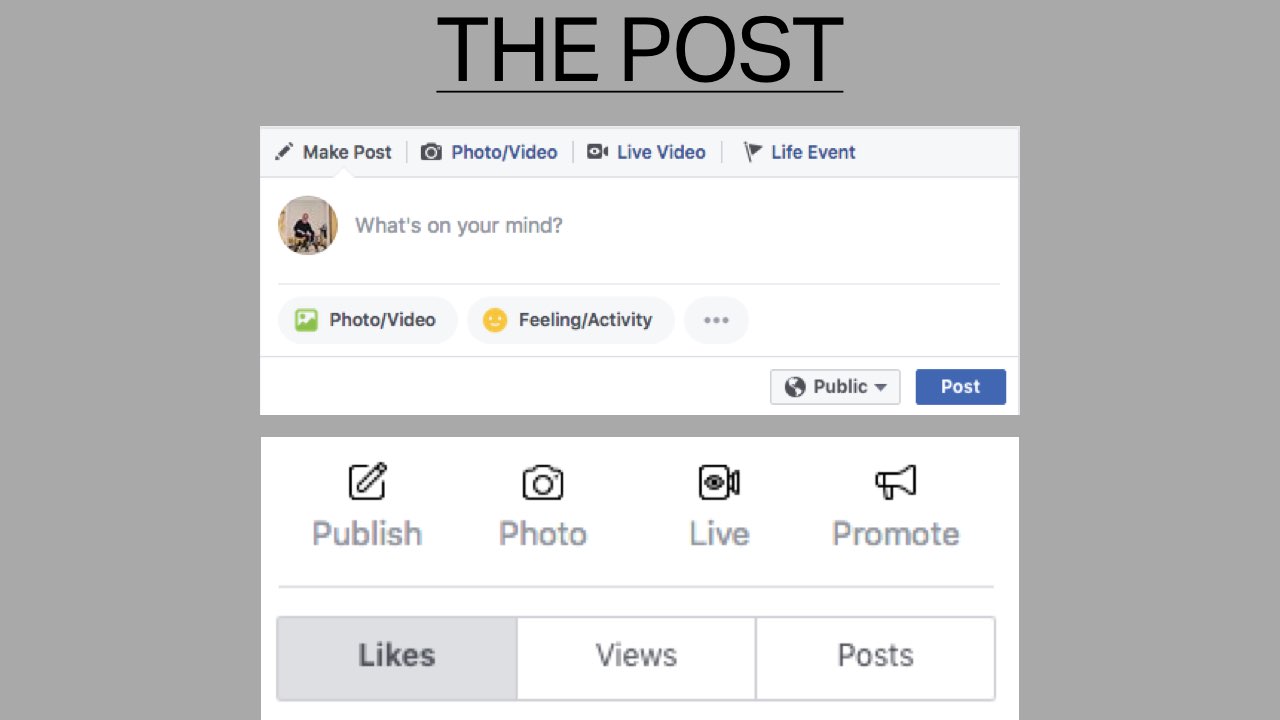 THE POST
Make Post Photo/Video Live Video Life Event
What's on your mind?
Photo/Video Feeling/Activity
Public Post
Publish Photo Live Promote
Likes Views Posts